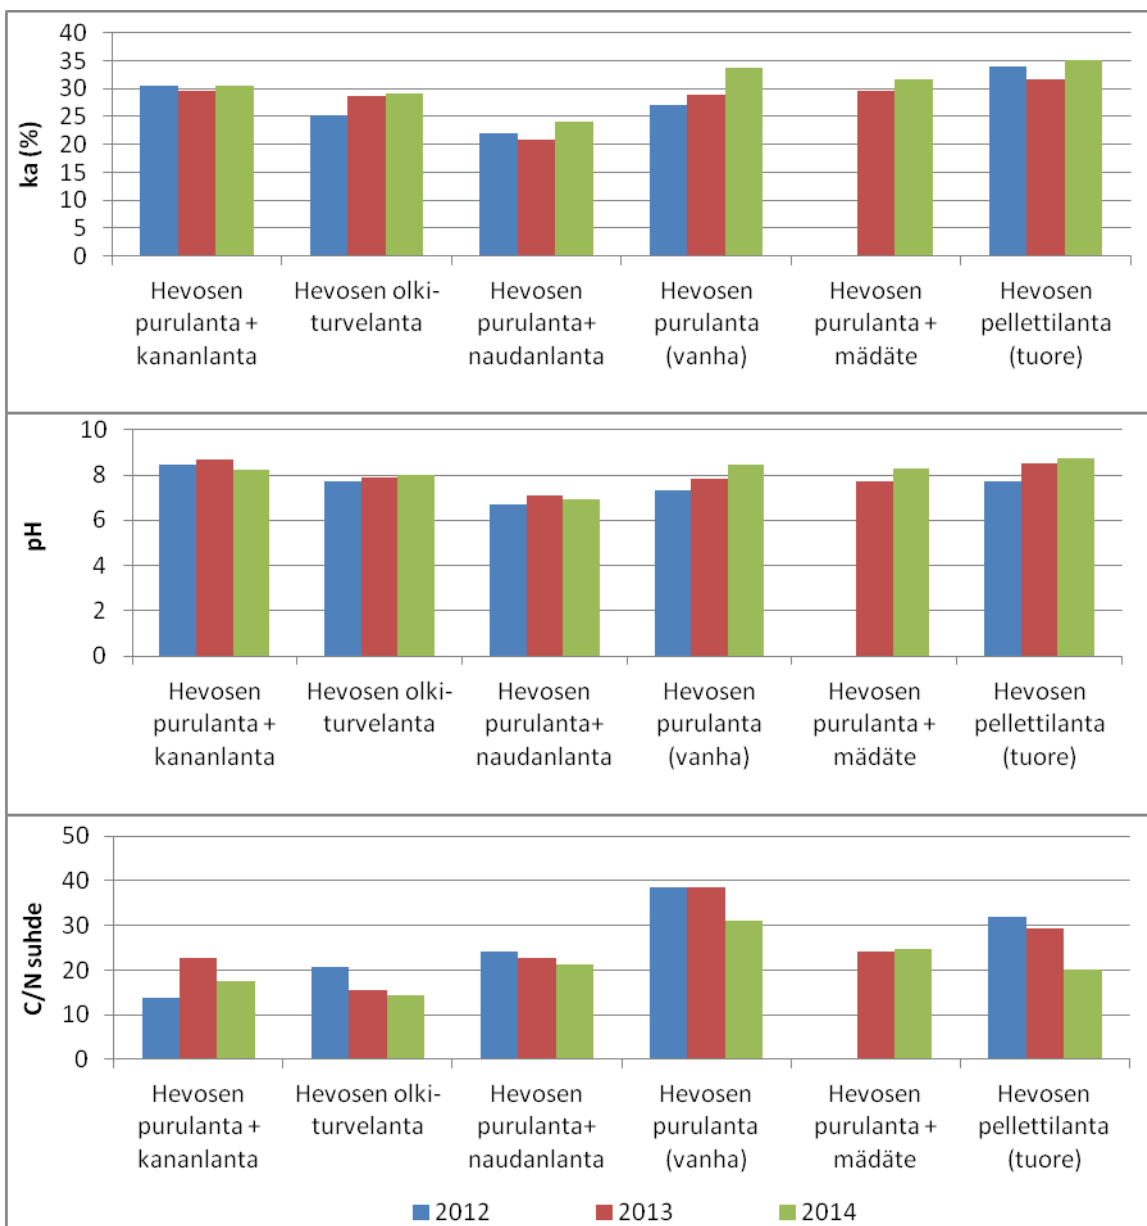 ka (%)
40
35
30
25
20
15
10
5
0
Hevosen
purulanta +
kananlanta
Hevosen olki-
turvelanta
Hevosen
purulanta+
naudanlanta
Hevosen
purulanta
(vanha)
Hevosen
purulanta +
mädäte
Hevosen
pellettilanta
(tuore)
pH
10
8
6
4
2
0
Hevosen
purulanta +
kananlanta
Hevosen olki-
turvelanta
Hevosen
purulanta+
naudanlanta
Hevosen
purulanta
(vanha)
Hevosen
purulanta +
mädäte
Hevosen
pellettilanta
(tuore)
C/N suhde
50
40
30
20
10
0
Hevosen
purulanta +
kananlanta
Hevosen olki-
turvelanta
Hevosen
purulanta+
naudanlanta
Hevosen
purulanta
(vanha)
Hevosen
purulanta +
mädäte
Hevosen
pellettilanta
(tuore)
2012 2013 2014